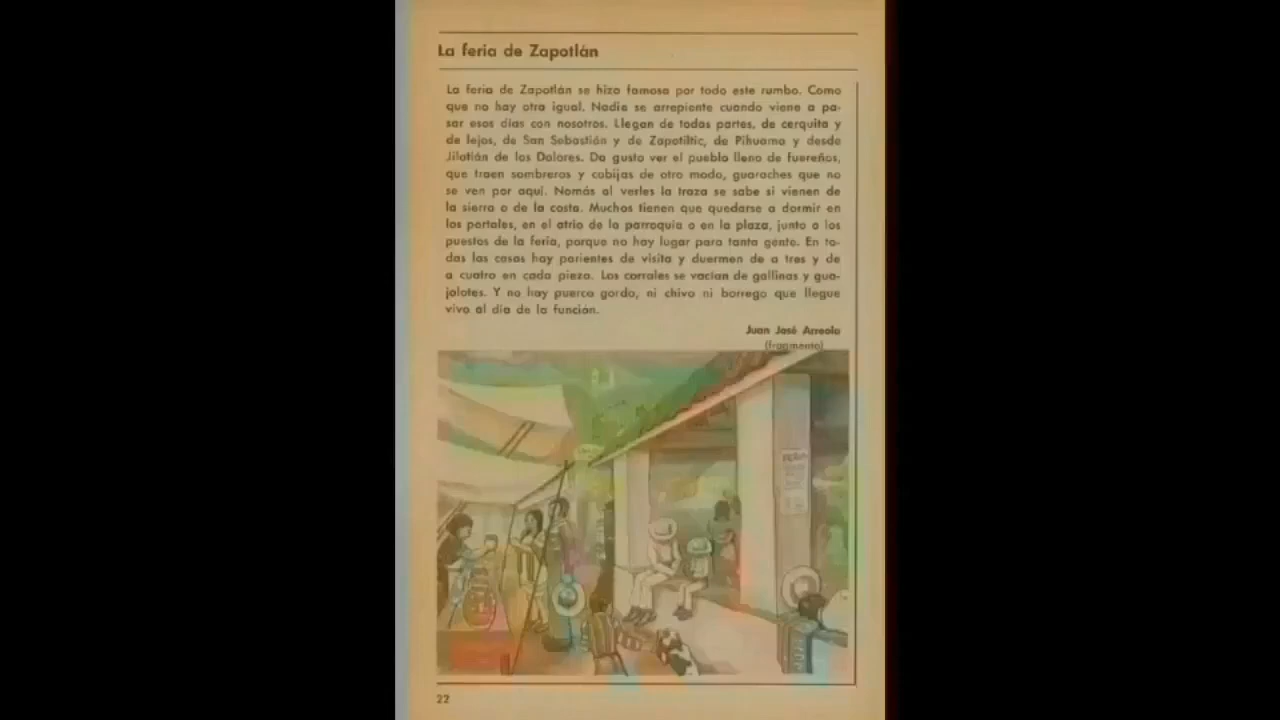 La feria de Zapotlán
La feria de Zapotlán se hizo famosa por todo este rumbo. Como
que no hay otra igual. Nadie se arrepiente cuando viene a pa-
sar esos días con nosotros. Llegan de todas partes, de cerquita y
de lejos, de San Sebastián y de Zapotiltic, de Pihuamo y desde
Jilotlán de los Dolores. Da gusto ver el pueblo lleno de fuereños,
que traen sombreros y cobijas de otro modo, guaraches que no
se ven por aquí. Nomás al verles la traza se sabe si vienen de
la sierra o de la costa. Muchos tienen que quedarse a dormir en
los portales, en el atrio de la parroquia o en la plaza, junto a los
puestos de la feria, porque no hay lugar para tanta gente. En to-
das las casas hay parientes de visita y duermen de a tres y de
a cuatro en cada pieza. Los corrales se vacían de gallinas y gua-
jolotes. Y no hay puerco gordo, ni chivo ni borrego que llegue
vivo al día de la función.
Juan José Arreola
(fragmento)
22